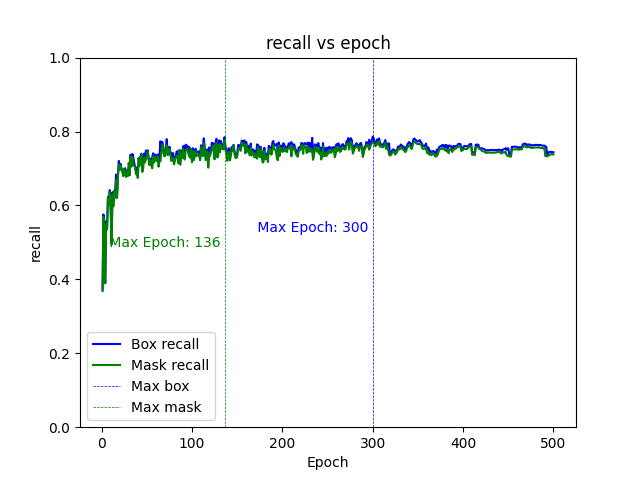 recall vs epoch
1.0
0.8
0.6
0.4
0.2
0.0
recall
Max Epoch: 136
Max Epoch: 300
Box recall
Mask recall
Max box
Max mask
0 100 200 300 400 500
Epoch